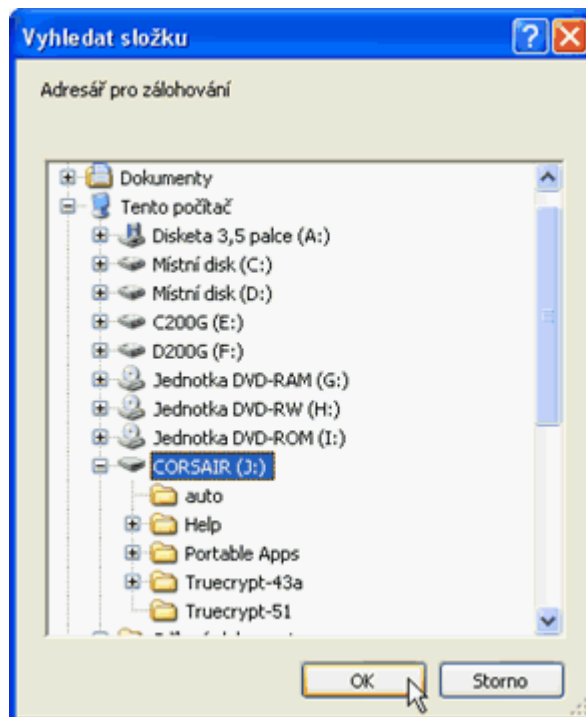 Vyhledat složku
Adresář pro zálohování
Dokumenty
Tento počítač
Disketa 3,5 palce (A:)
Místní disk (C:)
Místní disk (D:)
C200G (E:)
D200G (F:)
Jednotka DVD-RAM (G:)
Jednotka DVD-RW (H:)
Jednotka DVD-ROM (I:)
CORSAIR (J:)
auto
Help
Portable Apps
Truecrypt-43a
Truecrypt-51
OK
Storno